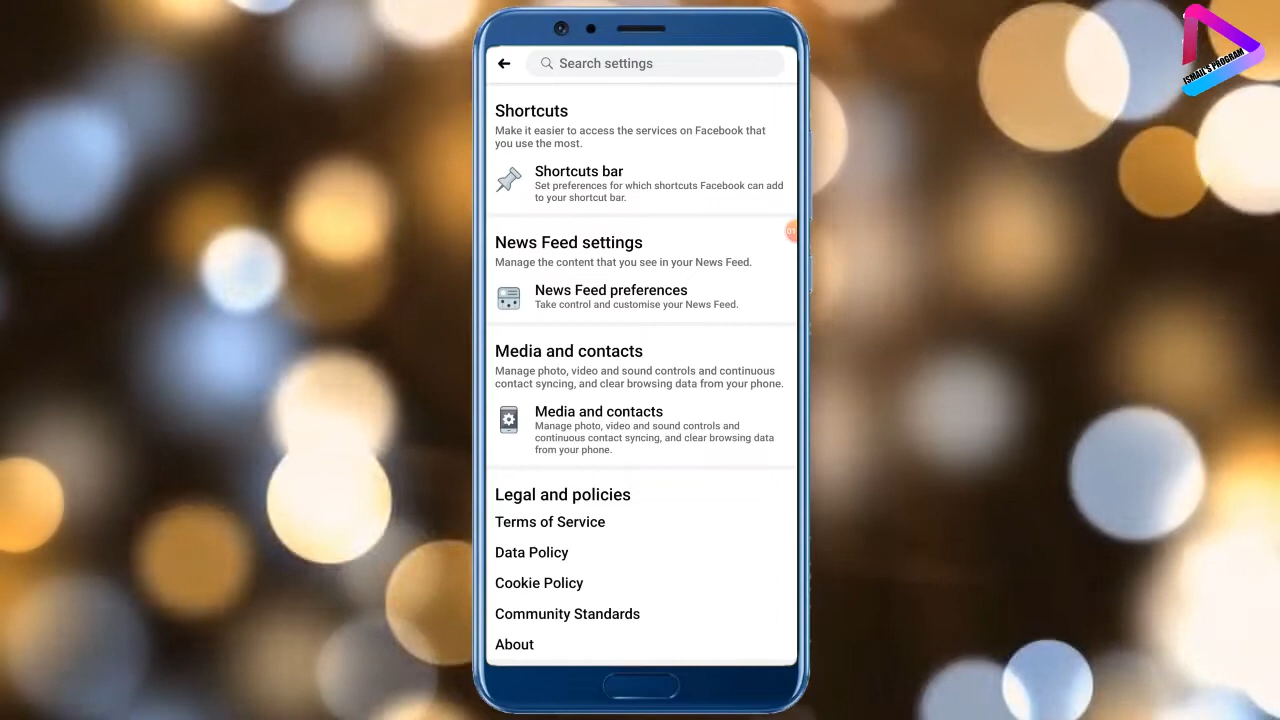 Search settings
ISMAIL'S PROGRAM
Shortcuts
Make it easier to access the services on Facebook that
you use the most.
Shortcuts bar
Set preferences for which shortcuts Facebook can add
to your shortcut bar.
News Feed settings
Manage the content that you see in your News Feed.
News Feed preferences
Take control and customise your News Feed.
Media and contacts
Manage photo, video and sound controls and continuous
contact syncing, and clear browsing data from your phone.
Media and contacts
Manage photo, video and sound controls and
continuous contact syncing, and clear browsing data
from your phone.
Legal and policies
Terms of Service
Data Policy
Cookie Policy
Community Standards
About